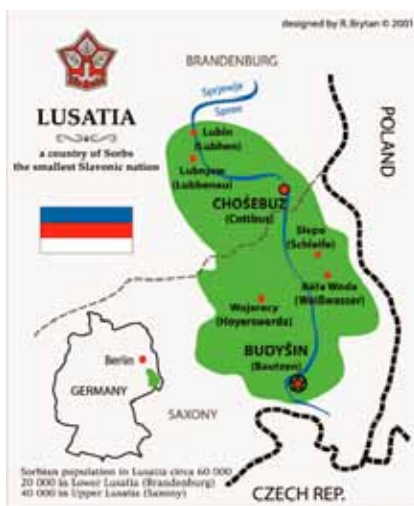 designed by R.Brytan © 2001
BRANDENBURG
LUSATIA
a country of Sorbs
the smallest Slavonic nation
Sprjewja
Spree
Lubin
(Lubben)
Lubnjow
(Lubbenau)
CHOŚEBUZ
(Cottbus)
POLAND
Slepo
(Schleife)
Běła Woda
(Weißwasser)
Wojerecy
(Hoyerswerda)
BUDYŠIN
(Bautzen)
Berlin
GERMANY
SAXONY
Sorbian population in Lusatia circa 60 000
20 000 in Lower Lusatia (Brandenburg)
40 000 in Upper Lusatia (Saxony)
CZECH REP.